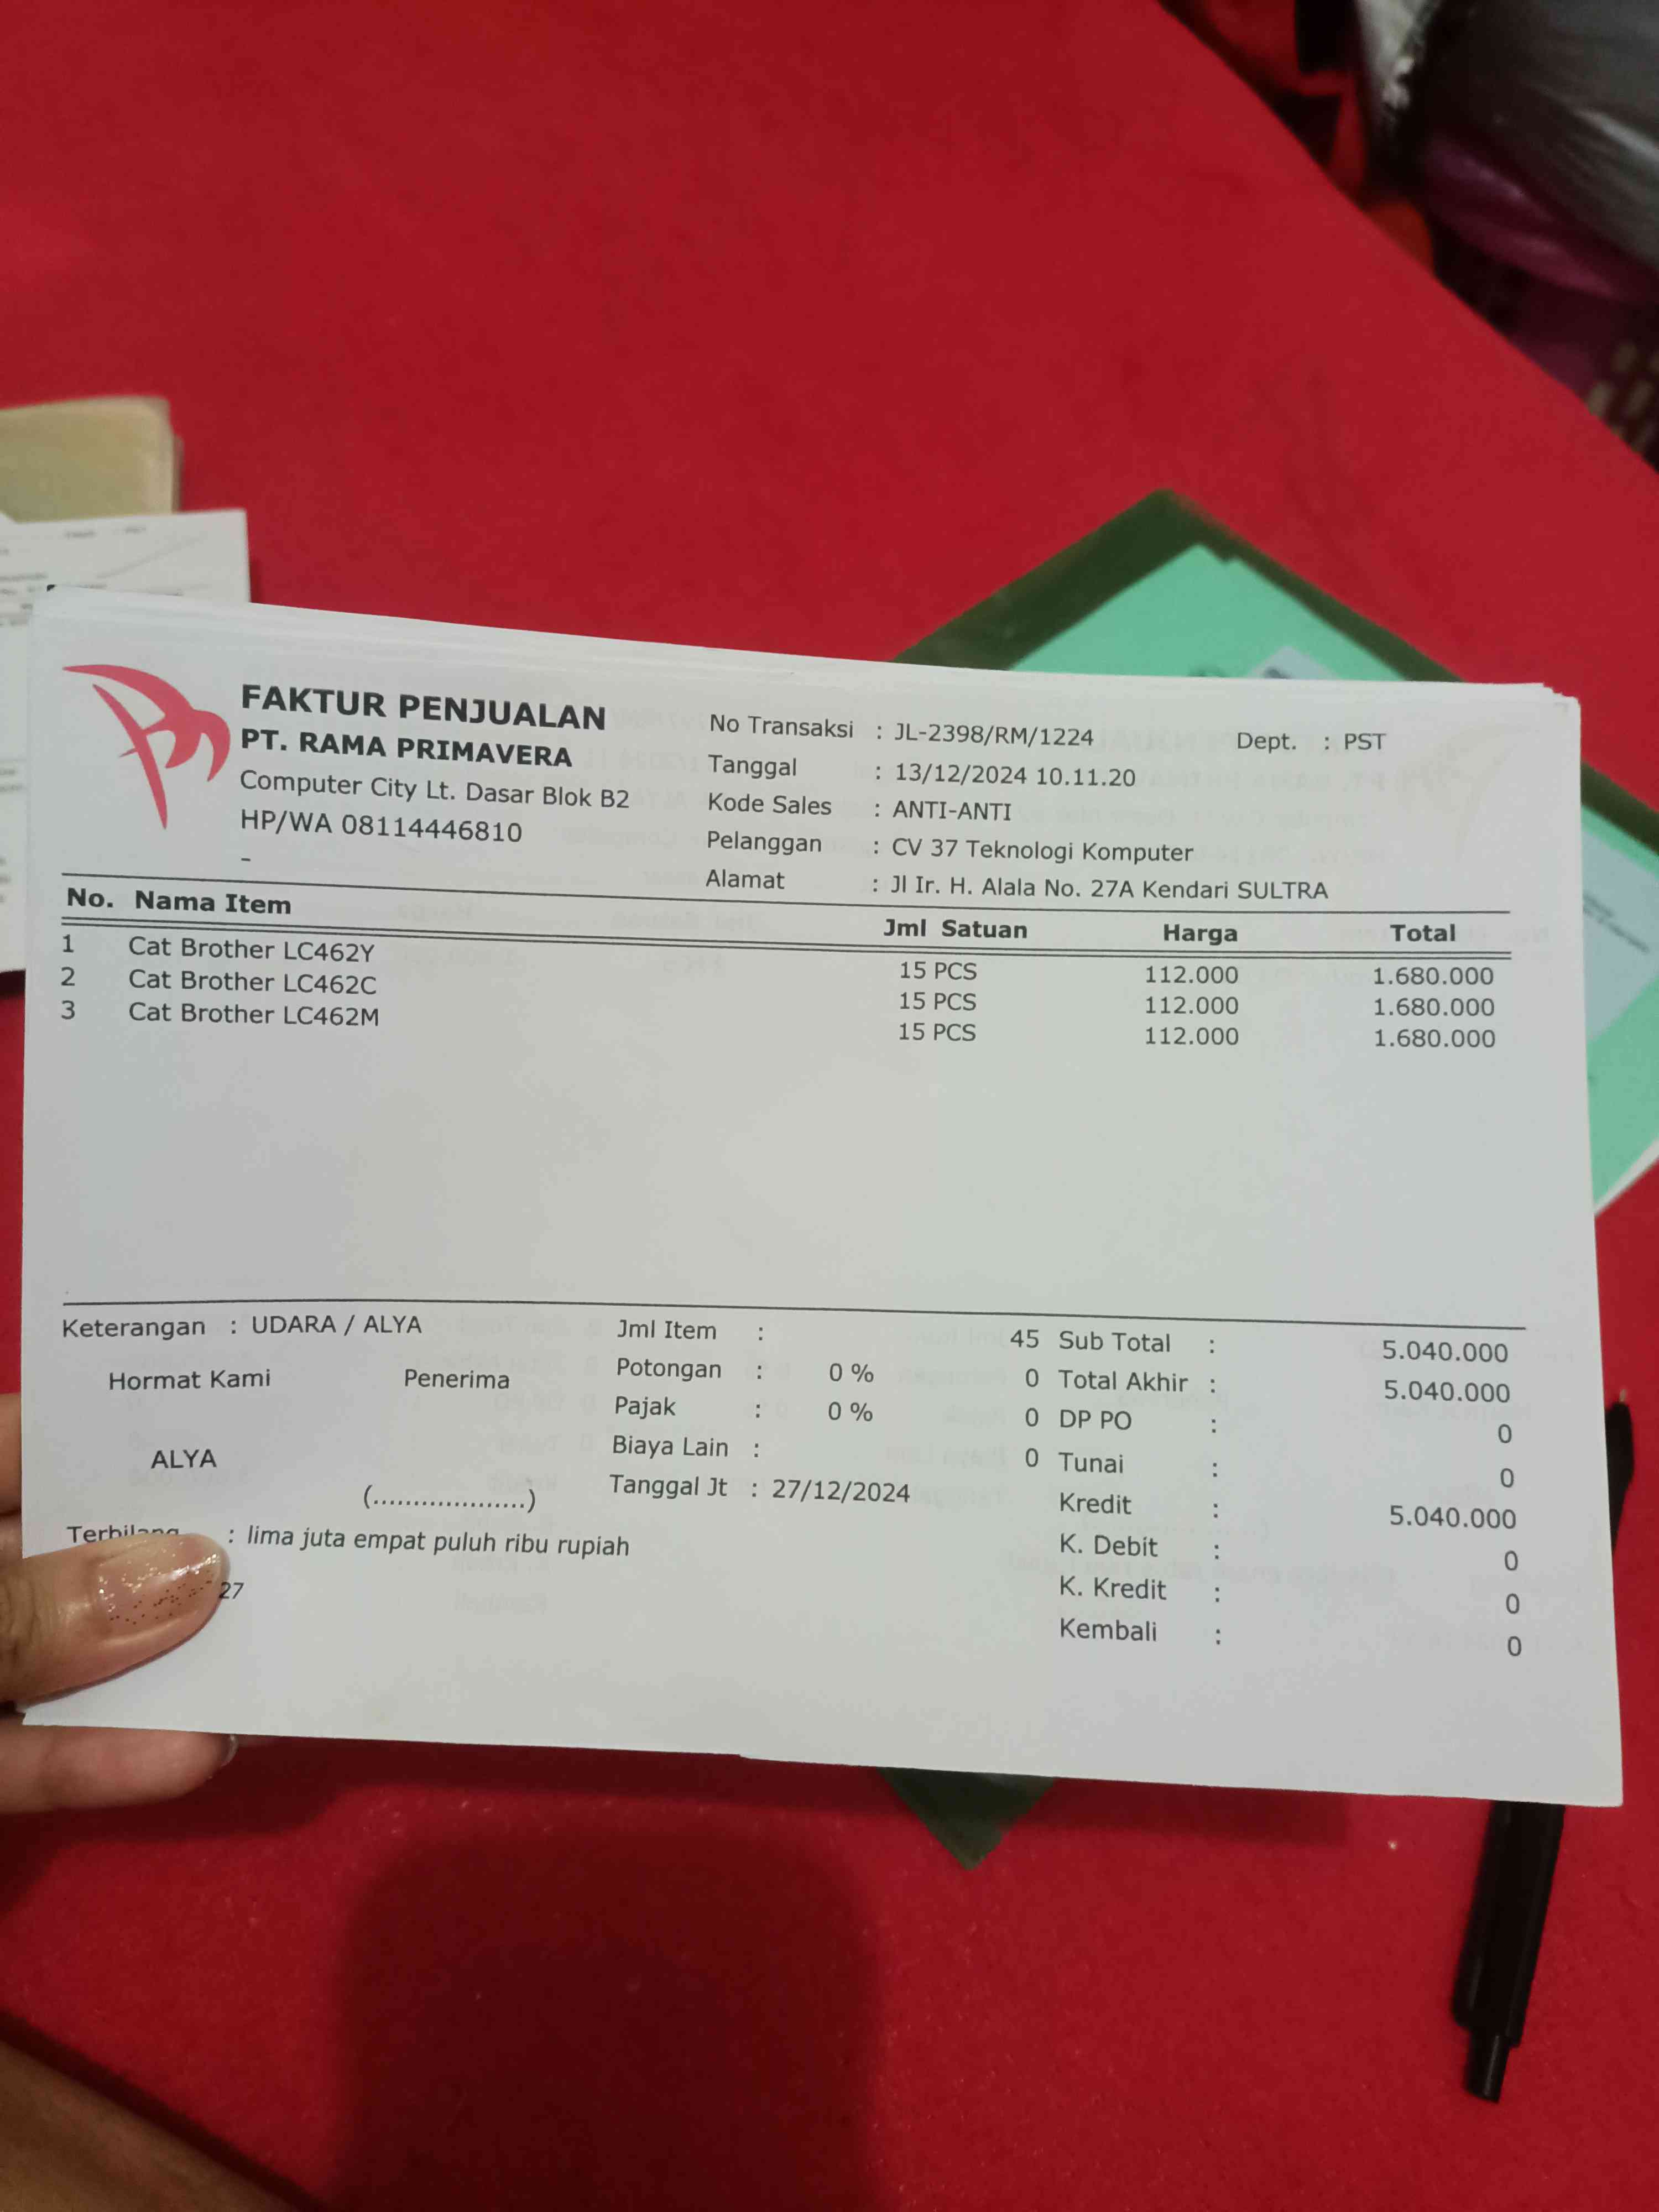 FAKTUR PENJUALAN
PT. RAMA PRIMAVERA
Computer City Lt. Dasar Blok B2
HP/WA 08114446810
-
No Transaksi : JL-2398/RM/1224 Dept. : PST
Tanggal : 13/12/2024 10.11.20
Kode Sales : ANTI-ANTI
Pelanggan : CV 37 Teknologi Komputer
Alamat : Jl Ir. H. Alala No. 27A Kendari SULTRA
No. Nama Item Jml Satuan Harga Total
1 Cat Brother LC462Y 15 PCS 112.000 1.680.000
2 Cat Brother LC462C 15 PCS 112.000 1.680.000
3 Cat Brother LC462M 15 PCS 112.000 1.680.000
Keterangan : UDARA / ALYA
Hormat Kami Penerima
ALYA
(...................)
Jml Item : 45
Potongan : 0 % 0
Pajak : 0 % 0
Biaya Lain : 0
Tanggal Jt : 27/12/2024
Sub Total : 5.040.000
Total Akhir : 5.040.000
DP PO : 0
Tunai : 0
Kredit : 5.040.000
K. Debit : 0
K. Kredit : 0
Kembali : 0
Terbilang : lima juta empat puluh ribu rupiah
27